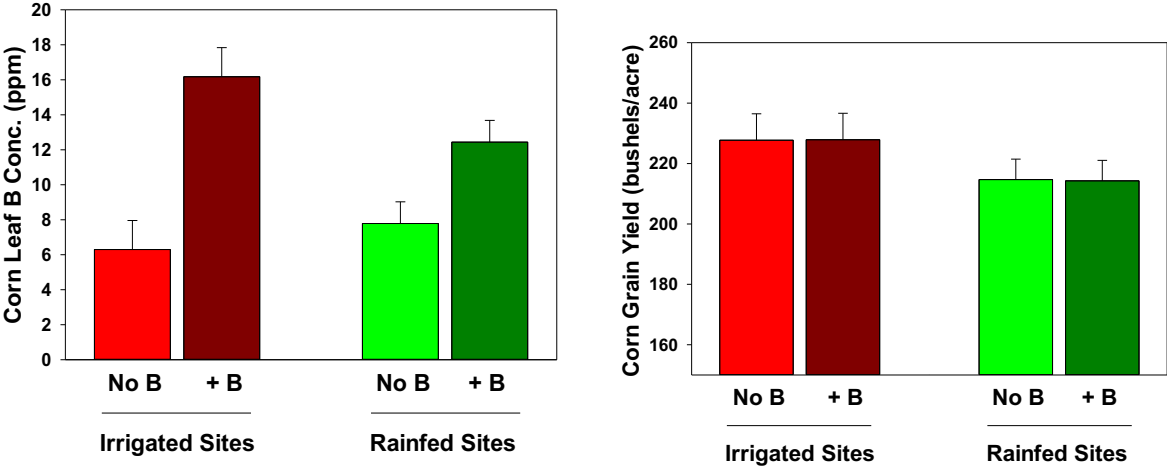 Corn Leaf B Conc. (ppm)
20
18
16
14
12
10
8
6
4
2
0
No B + B No B + B
Irrigated Sites Rainfed Sites
Corn Grain Yield (bushels/acre)
260
240
220
200
180
160
No B + B No B + B
Irrigated Sites Rainfed Sites